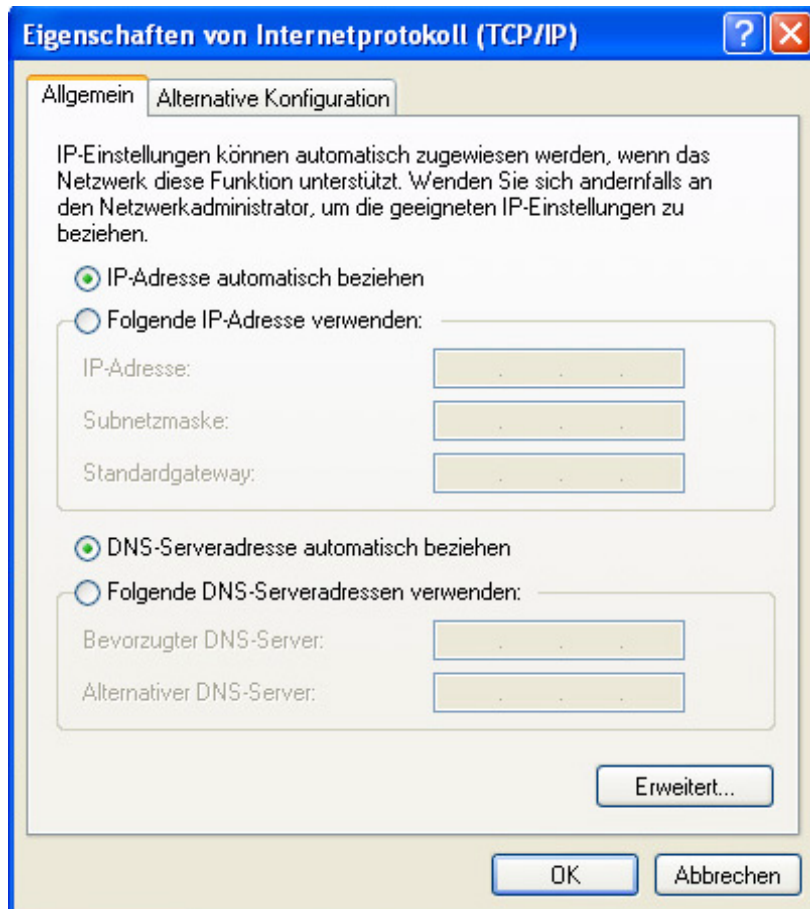 Eigenschaften von Internetprotokoll (TCP/IP)
Allgemein
Alternative Konfiguration
IP-Einstellungen können automatisch zugewiesen werden, wenn das
Netzwerk diese Funktion unterstützt. Wenden Sie sich andernfalls an
den Netzwerkadministrator, um die geeigneten IP-Einstellungen zu
beziehen.
IP-Adresse automatisch beziehen
Folgende IP-Adresse verwenden:
IP-Adresse:
Subnetzmaske:
Standardgateway:
DNS-Serveradresse automatisch beziehen
Folgende DNS-Serveradressen verwenden:
Bevorzugter DNS-Server:
Alternativer DNS-Server:
Erweitert...
OK
Abbrechen